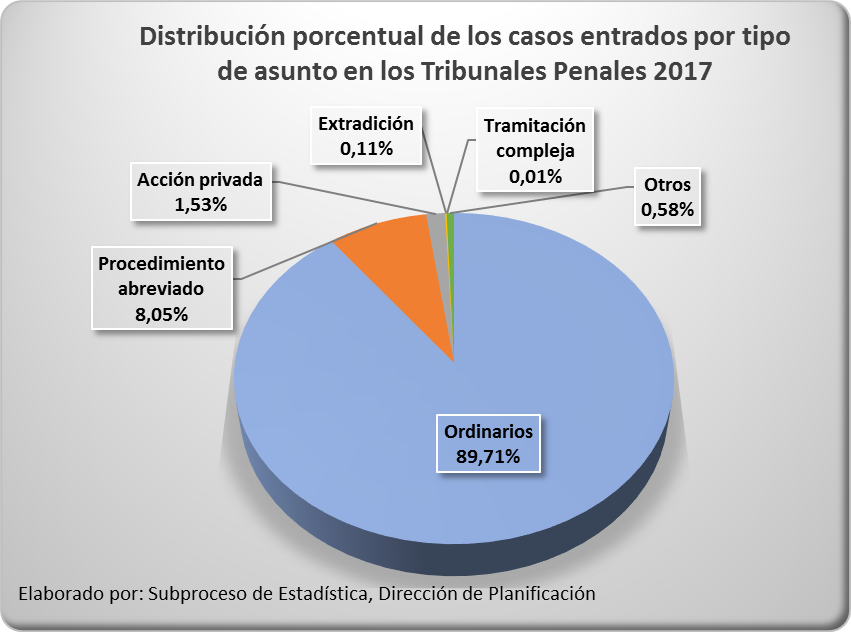 Distribución porcentual de los casos entrados por tipo
de asunto en los Tribunales Penales 2017
Extradición
0,11%
Tramitación
compleja
0,01%
Acción privada
1,53%
Otros
0,58%
Procedimiento
abreviado
8,05%
Ordinarios
89,71%
Elaborado por: Subproceso de Estadística, Dirección de Planificación